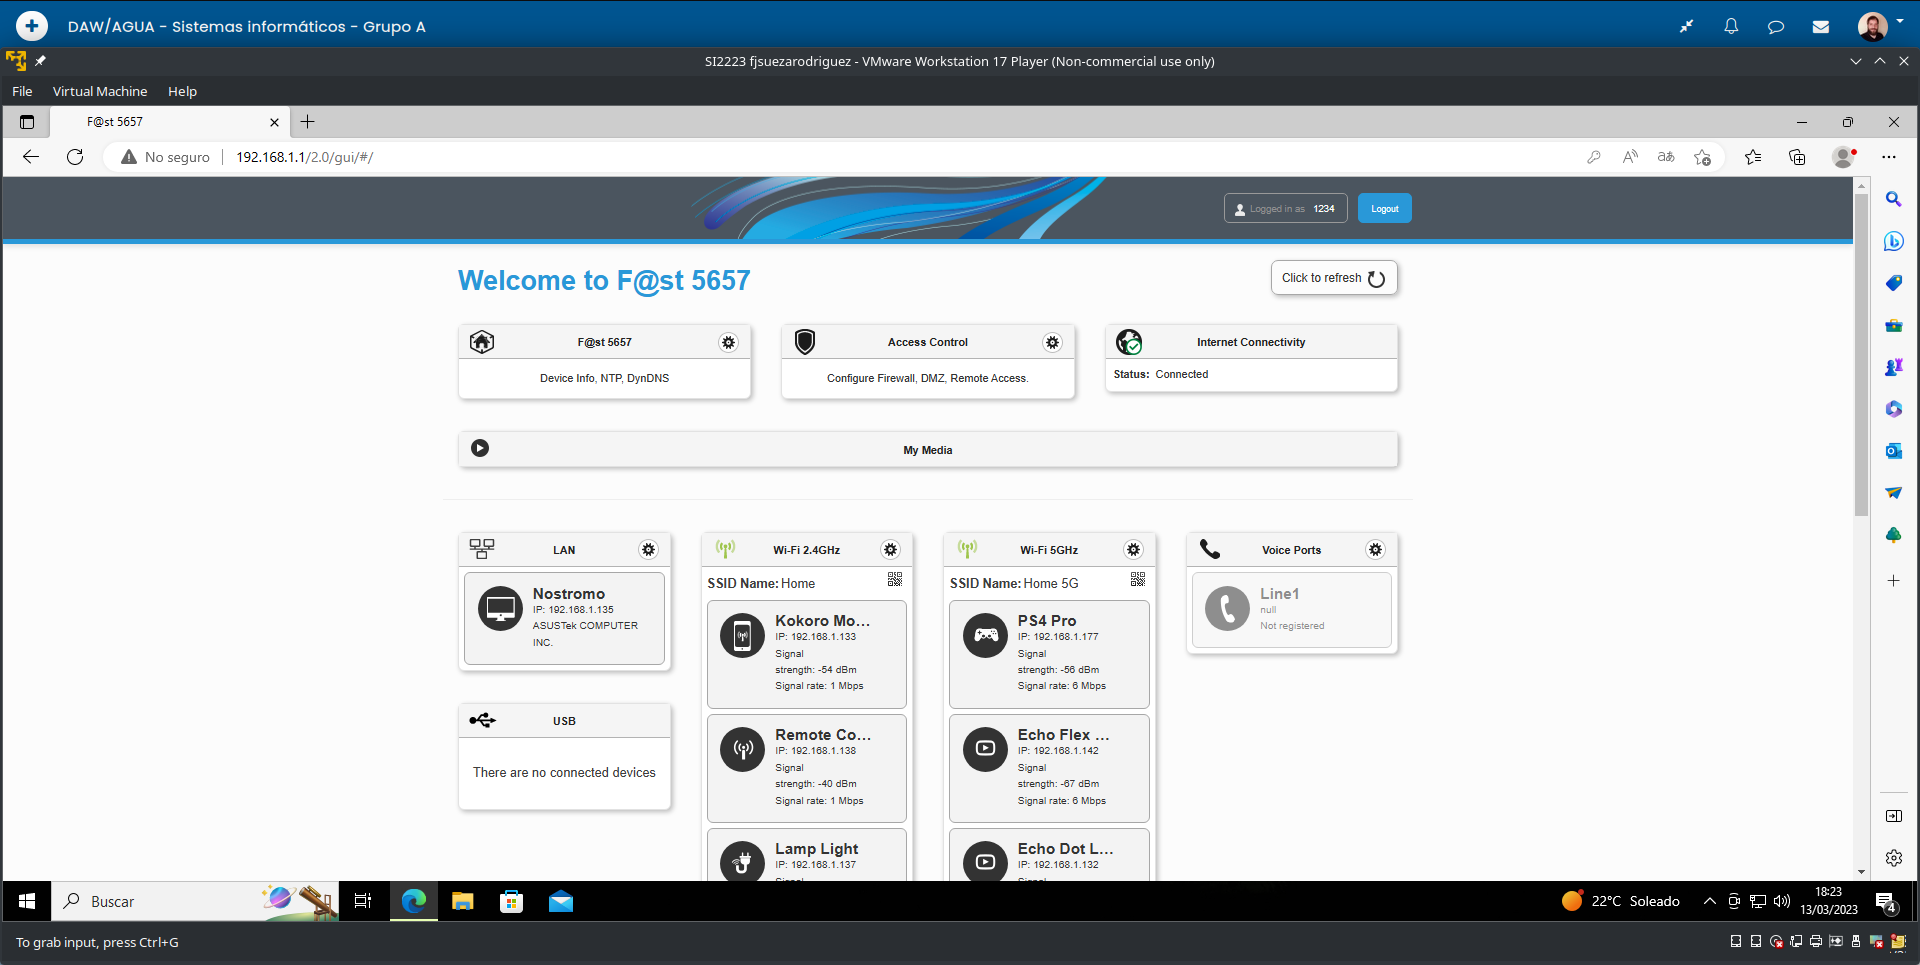 DAW/AGUA - Sistemas informáticos - Grupo A
SI2223 fjsuezarodriguez - VMware Workstation 17 Player (Non-commercial use only)
File Virtual Machine Help
F@st 5657
No seguro 192.168.1.1/2.0/gui/#/
Logged in as 1234 Logout
Welcome to F@st 5657
Click to refresh
F@st 5657
Device Info, NTP, DynDNS
Access Control
Configure Firewall, DMZ, Remote Access.
Internet Connectivity
Status: Connected
My Media
LAN
Nostromo
IP: 192.168.1.135
ASUSTek COMPUTER
INC.
USB
There are no connected devices
Wi-Fi 2.4GHz
SSID Name: Home
Kokoro Mo...
IP: 192.168.1.133
Signal
strength: -54 dBm
Signal rate: 1 Mbps
Remote Co...
IP: 192.168.1.138
Signal
strength: -40 dBm
Signal rate: 1 Mbps
Lamp Light
IP: 192.168.1.137
Signal
Wi-Fi 5GHz
SSID Name: Home 5G
PS4 Pro
IP: 192.168.1.177
Signal
strength: -56 dBm
Signal rate: 6 Mbps
Echo Flex ...
IP: 192.168.1.142
Signal
strength: -67 dBm
Signal rate: 6 Mbps
Echo Dot L...
IP: 192.168.1.132
Signal
Voice Ports
Line1
null
Not registered
Buscar
22°C Soleado
18:23
13/03/2023
4
To grab input, press Ctrl+G